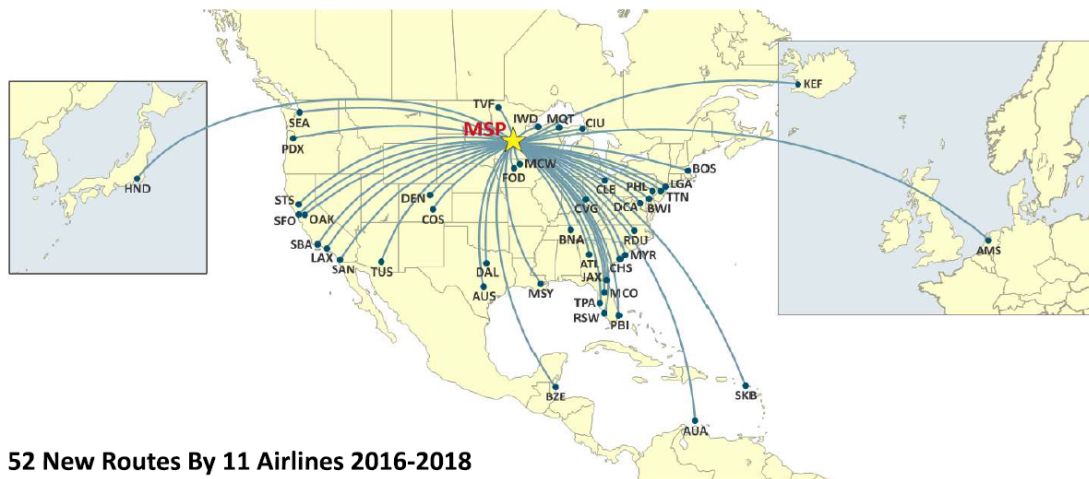 KEF
TVF
SEA
IWD
MQT
CIU
MSP
PDX
BOS
MCW
FOD
HND
CLE
PHL
LGA
TTN
DEN
STS
CVG
DCA
BWI
COS
SFO
OAK
BNA
RDU
SBA
AMS
LAX
ATL
MYR
SAN
TUS
DAL
CHS
JAX
AUS
MSY
MCO
TPA
RSW
PBI
BZE
SKB
AUA
52 New Routes By 11 Airlines 2016-2018